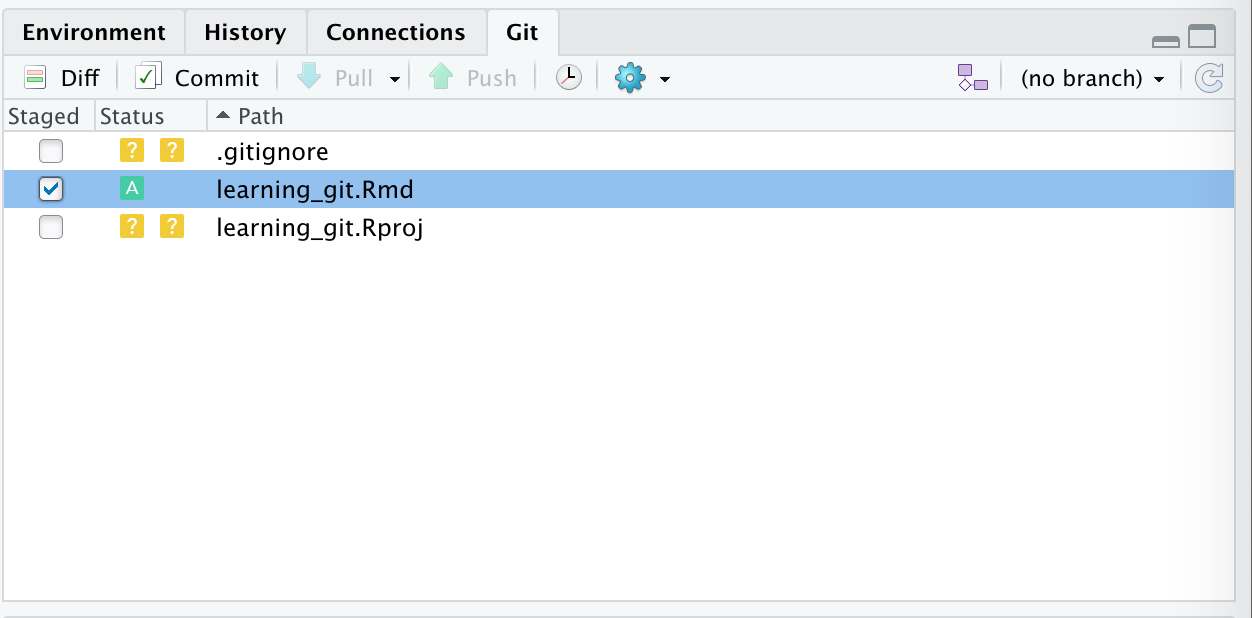 Environment History Connections Git
Diff Commit Pull Push (no branch)
Staged Status Path
? ? .gitignore
A learning_git.Rmd
? ? learning_git.Rproj